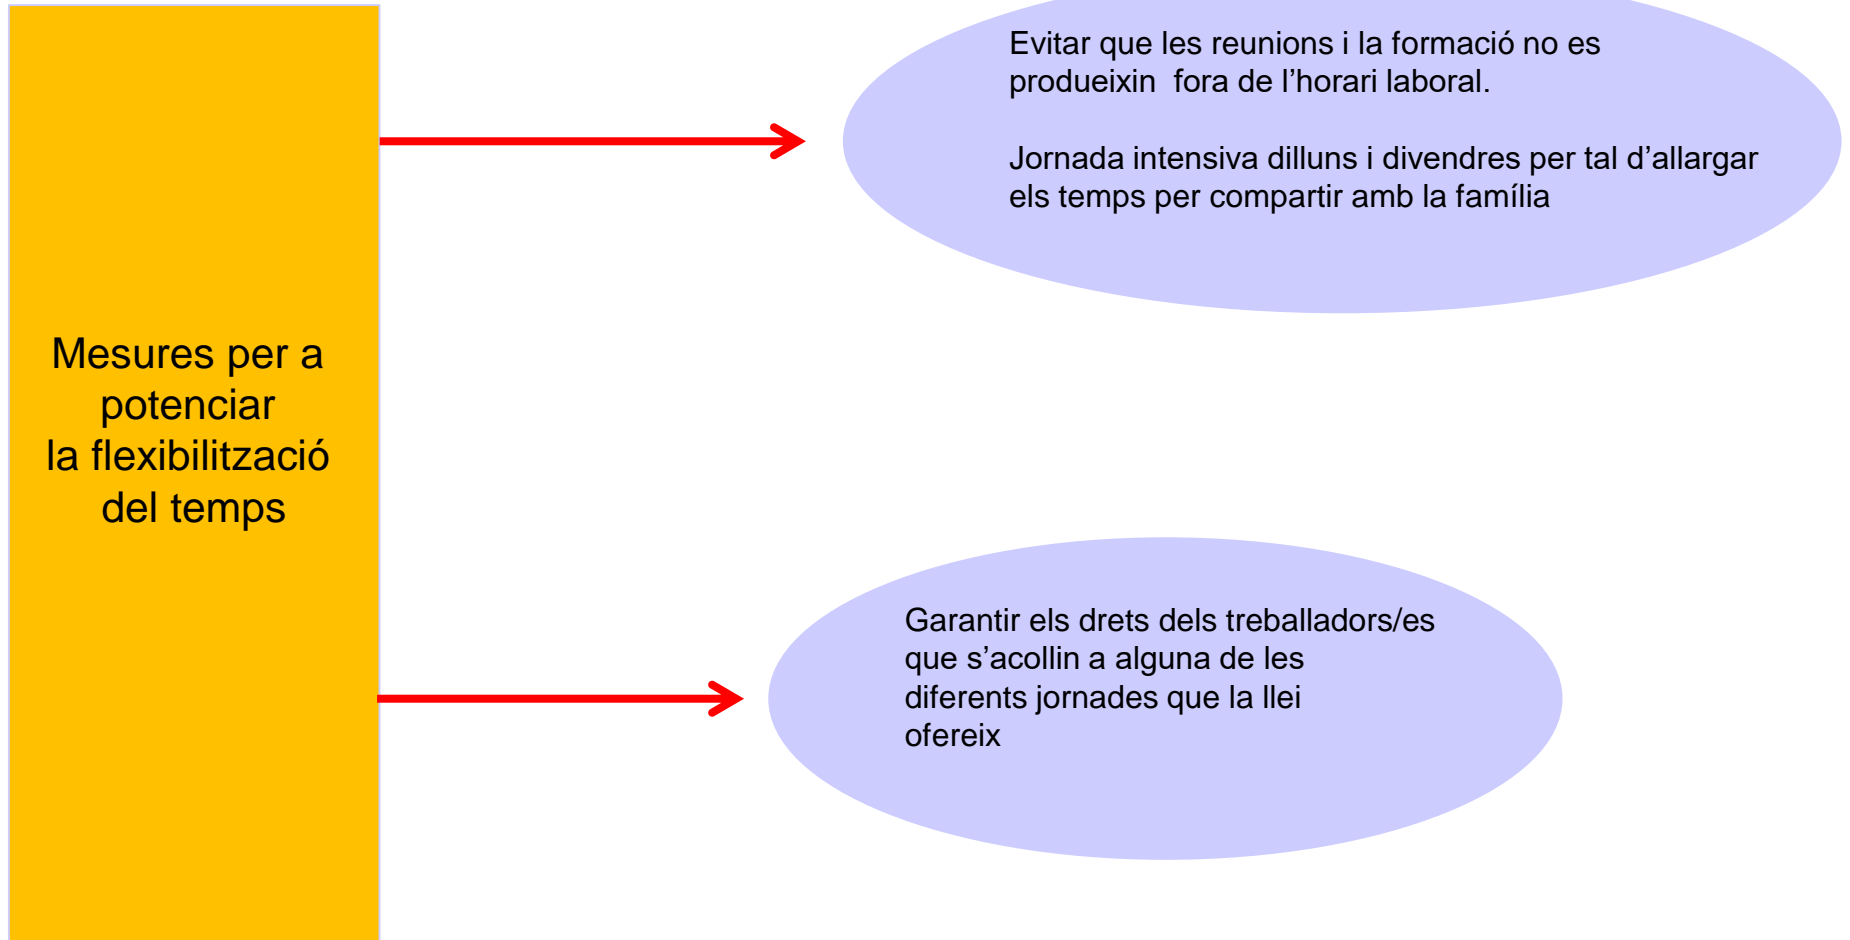 Mesures per a
potenciar
la flexibilització
del temps
Evitar que les reunions i la formació no es
produeixin  fora de l’horari laboral.
Jornada intensiva dilluns i divendres per tal d’allargar
els temps per compartir amb la família
Garantir els drets dels treballadors/es
que s’acollin a alguna de les
diferents jornades que la llei
ofereix